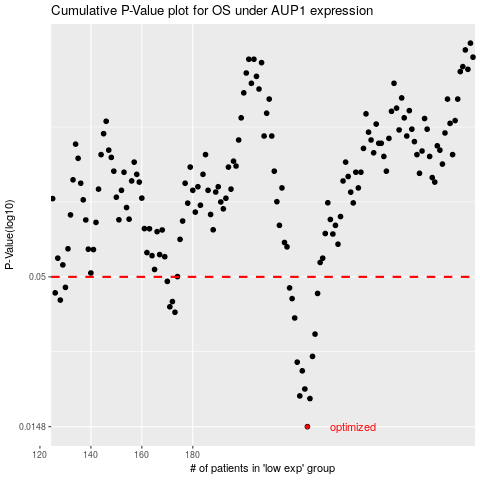 Cumulative P-Value plot for OS under AUP1 expression
P-Value(log10)
0.05
0.0148
optimized
120 140 160 180
# of patients in 'low exp' group